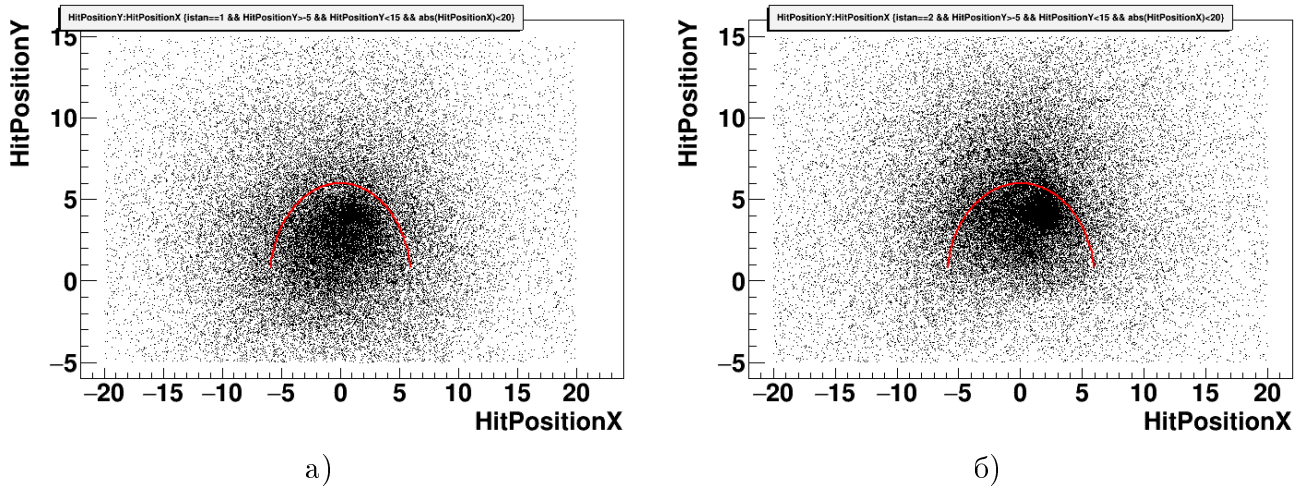 HitPositionY:HitPositionX {istan==1 && HitPositionY>-5 && HitPositionY<15 && abs(HitPositionX)<20}
HitPositionY
15
10
5
0
−5
−20 −15 −10 −5 0 5 10 15 20
HitPositionX
а)
HitPositionY:HitPositionX {istan==2 && HitPositionY>-5 && HitPositionY<15 && abs(HitPositionX)<20}
HitPositionY
15
10
5
0
−5
−20 −15 −10 −5 0 5 10 15 20
HitPositionX
б)